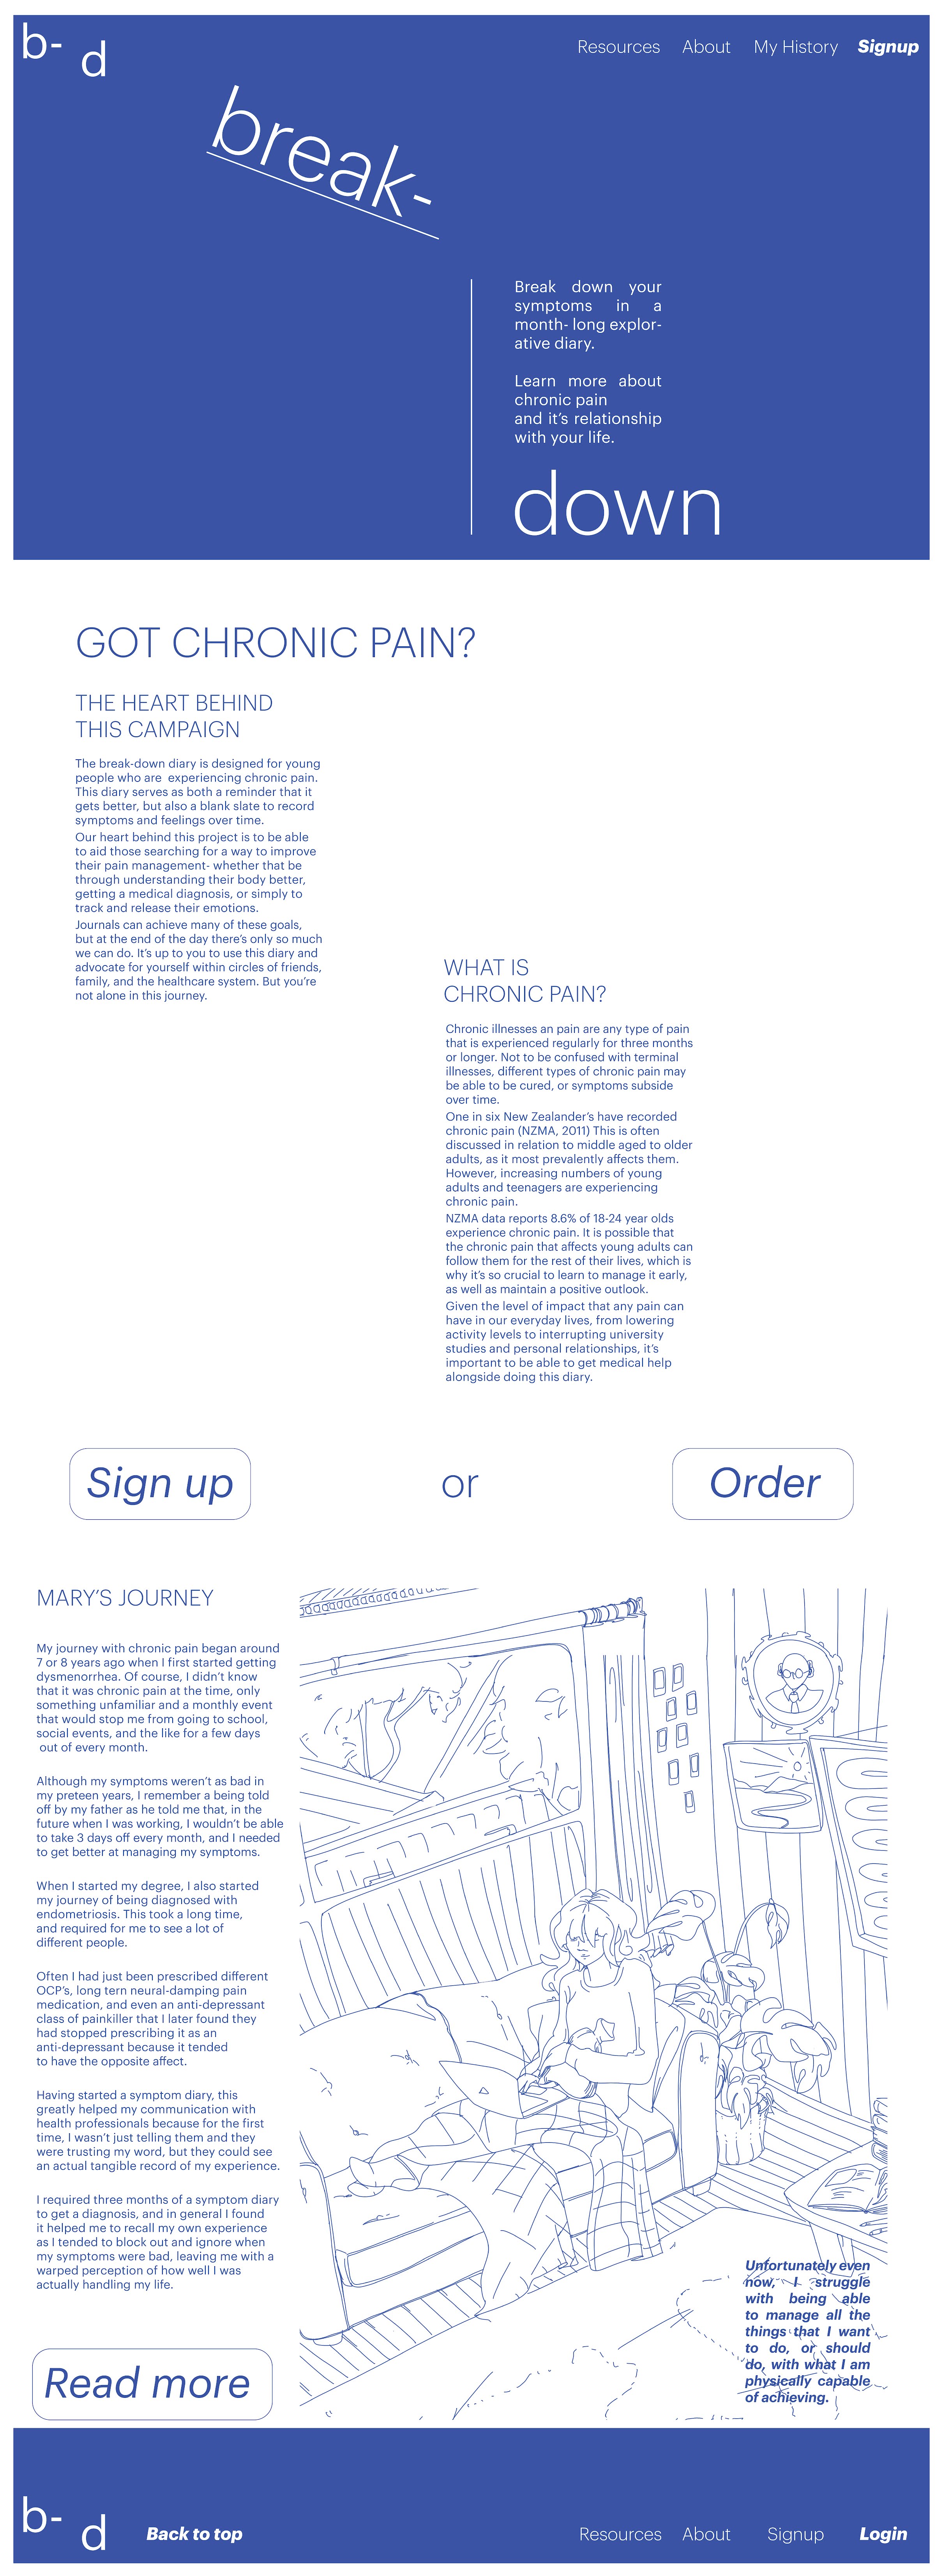 b-
d
Resources About My History Signup
break-
Break down your
symptoms in a
month- long explor-
ative diary.
Learn more about
chronic pain
and it's relationship
with your life.
down
GOT CHRONIC PAIN?
THE HEART BEHIND
THIS CAMPAIGN
The break-down diary is designed for young
people who are experiencing chronic pain.
This diary serves as both a reminder that it
gets better, but also a blank slate to record
symptoms and feelings over time.
Our heart behind this project is to be able
to aid those searching for a way to improve
their pain management- whether that be
through understanding their body better,
getting a medical diagnosis, or simply to
track and release their emotions.
Journals can achieve many of these goals,
but at the end of the day there's only so much
we can do. It's up to you to use this diary and
advocate for yourself within circles of friends,
family, and the healthcare system. But you're
not alone in this journey.
WHAT IS
CHRONIC PAIN?
Chronic illnesses an pain are any type of pain
that is experienced regularly for three months
or longer. Not to be confused with terminal
illnesses, different types of chronic pain may
be able to be cured, or symptoms subside
over time.
One in six New Zealander's have recorded
chronic pain (NZMA, 2011) This is often
discussed in relation to middle aged to older
adults, as it most prevalently affects them.
However, increasing numbers of young
adults and teenagers are experiencing
chronic pain.
NZMA data reports 8.6% of 18-24 year olds
experience chronic pain. It is possible that
the chronic pain that affects young adults can
follow them for the rest of their lives, which is
why it's so crucial to learn to manage it early,
as well as maintain a positive outlook.
Given the level of impact that any pain can
have in our everyday lives, from lowering
activity levels to interrupting university
studies and personal relationships, it's
important to be able to get medical help
alongside doing this diary.
Sign up
or
Order
MARY'S JOURNEY
My journey with chronic pain began around
7 or 8 years ago when I first started getting
dysmenorrhea. Of course, I didn't know
that it was chronic pain at the time, only
something unfamiliar and a monthly event
that would stop me from going to school,
social events, and the like for a few days
out of every month.
Although my symptoms weren't as bad in
my preteen years, I remember a being told
off by my father as he told me that, in the
future when I was working, I wouldn't be able
to take 3 days off every month, and I needed
to get better at managing my symptoms.
When I started my degree, I also started
my journey of being diagnosed with
endometriosis. This took a long time,
and required for me to see a lot of
different people.
Often I had just been prescribed different
OCP's, long tern neural-damping pain
medication, and even an anti-depressant
class of painkiller that I later found they
had stopped prescribing it as an
anti-depressant because it tended
to have the opposite affect.
Having started a symptom diary, this
greatly helped my communication with
health professionals because for the first
time, I wasn't just telling them and they
were trusting my word, but they could see
an actual tangible record of my experience.
I required three months of a symptom diary
to get a diagnosis, and in general I found
it helped me to recall my own experience
as I tended to block out and ignore when
my symptoms were bad, leaving me with a
warped perception of how well I was
actually handling my life.
Unfortunately even
now, I struggle
with being able
to manage all the
things that I want
to do, or should
do, with what I am
physically capable
of achieving.
Read more
b-
d
Back to top
Resources About Signup Login